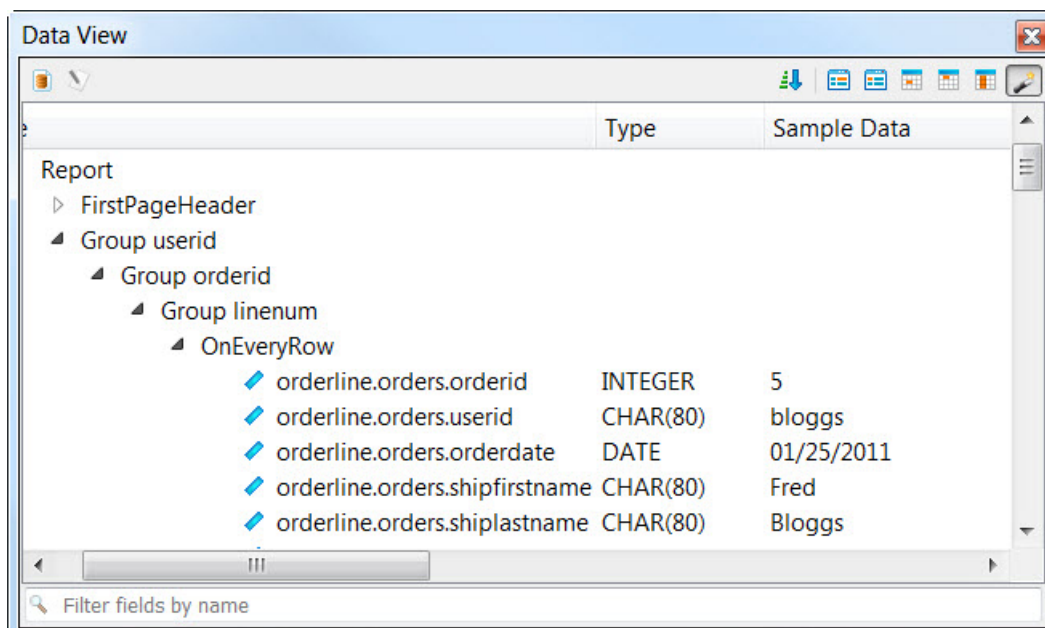 Data View
e Type Sample Data
Report
FirstPageHeader
Group userid
Group orderid
Group linenum
OnEveryRow
orderline.orders.orderid INTEGER 5
orderline.orders.userid CHAR(80) bloggs
orderline.orders.orderdate DATE 01/25/2011
orderline.orders.shipfirstname CHAR(80) Fred
orderline.orders.shiplastname CHAR(80) Bloggs
Filter fields by name